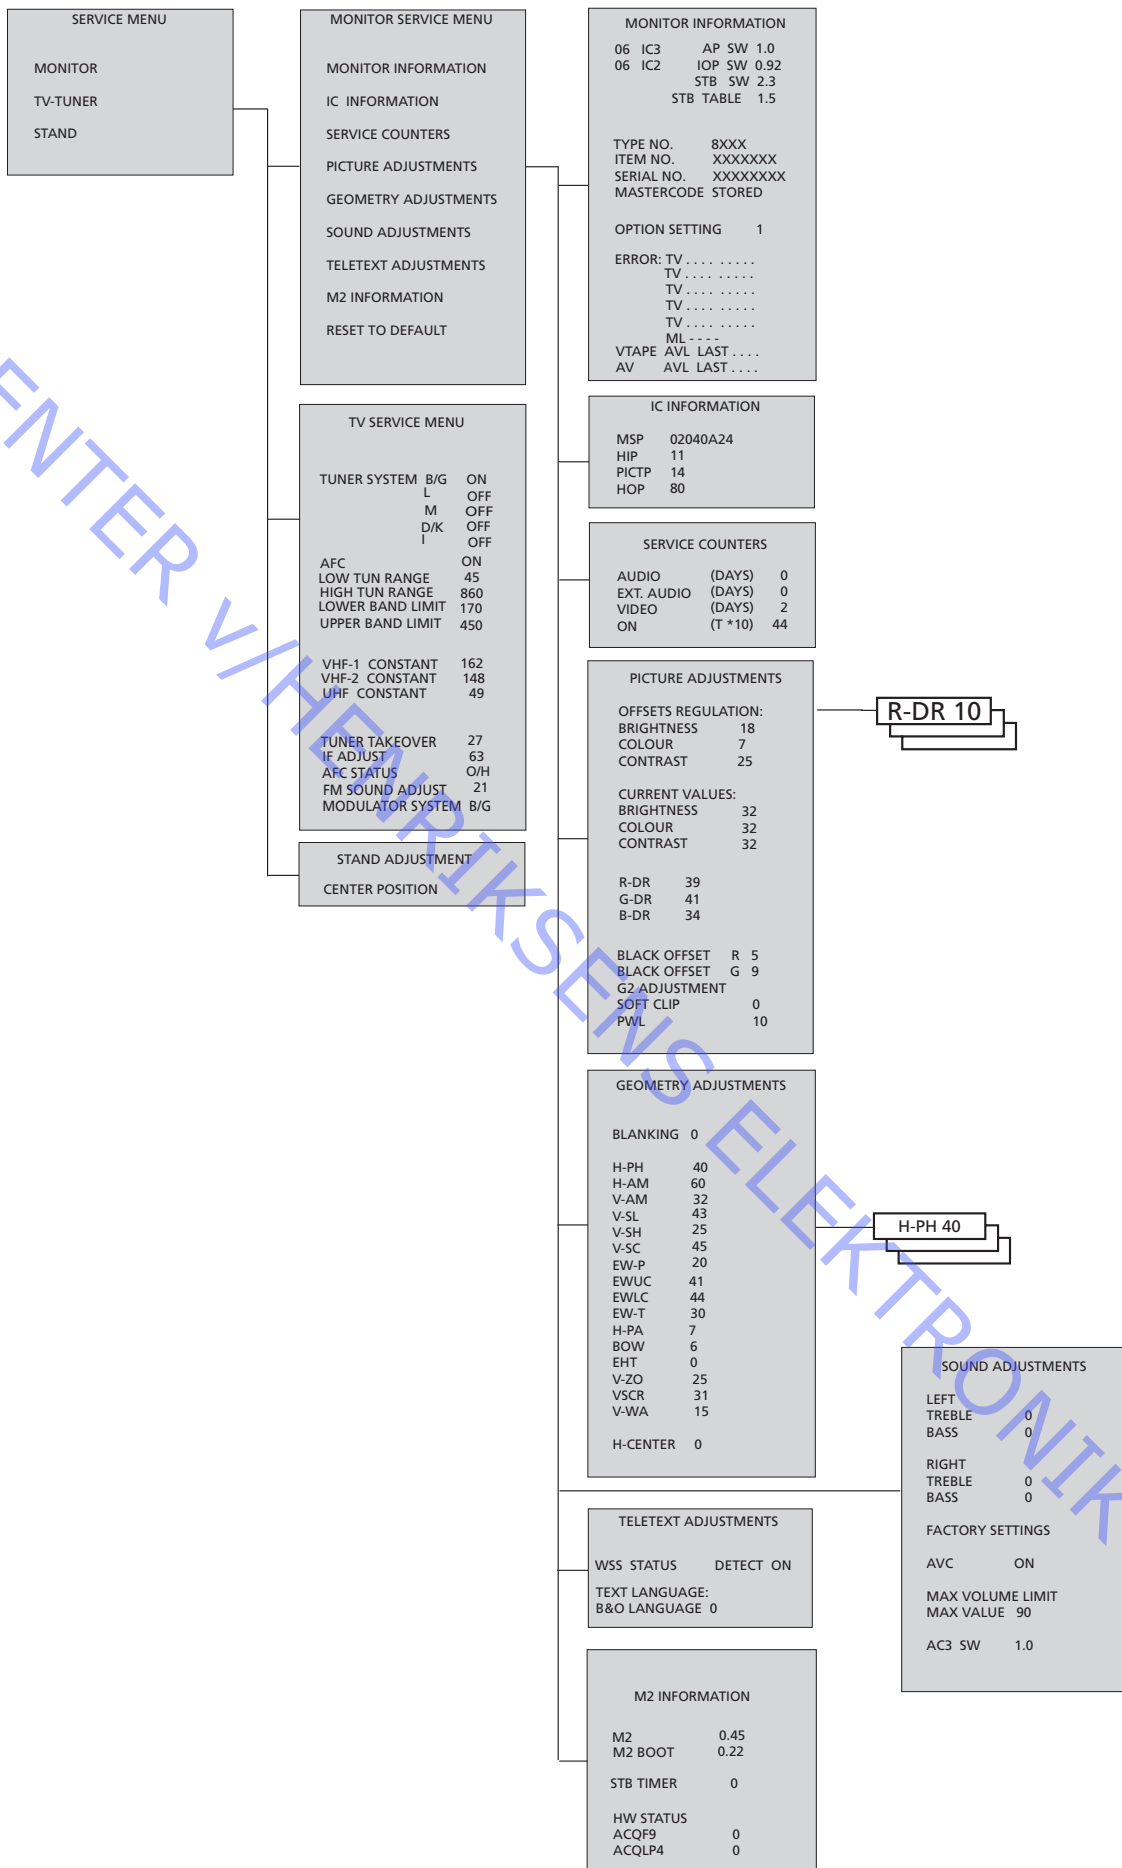 SERVICE MENU
MONITOR
TV-TUNER
STAND
MONITOR SERVICE MENU
MONITOR INFORMATION
IC INFORMATION
SERVICE COUNTERS
PICTURE ADJUSTMENTS
GEOMETRY ADJUSTMENTS
SOUND ADJUSTMENTS
TELETEXT ADJUSTMENTS
M2 INFORMATION
RESET TO DEFAULT
TV SERVICE MENU
TUNER SYSTEM B/G ON
L OFF
M OFF
D/K OFF
I OFF
AFC ON
LOW TUN RANGE 45
HIGH TUN RANGE 860
LOWER BAND LIMIT 170
UPPER BAND LIMIT 450
VHF-1 CONSTANT 162
VHF-2 CONSTANT 148
UHF CONSTANT 49
TUNER TAKEOVER 27
IF ADJUST 63
AFC STATUS O/H
FM SOUND ADJUST 21
MODULATOR SYSTEM B/G
STAND ADJUSTMENT
CENTER POSITION
MONITOR INFORMATION
06 IC3 AP SW 1.0
06 IC2 IOP SW 0.92
STB SW 2.3
STB TABLE 1.5
TYPE NO. 8XXX
ITEM NO. XXXXXXX
SERIAL NO. XXXXXXXX
MASTERCODE STORED
OPTION SETTING 1
ERROR: TV . . . . . . . . .
TV . . . . . . . . .
TV . . . . . . . . .
TV . . . . . . . . .
TV . . . . . . . . .
ML - - - -
VTAPE AVL LAST . . . .
AV AVL LAST . . . .
IC INFORMATION
MSP 02040A24
HIP 11
PICTP 14
HOP 80
SERVICE COUNTERS
AUDIO (DAYS) 0
EXT. AUDIO (DAYS) 0
VIDEO (DAYS) 2
ON (T *10) 44
PICTURE ADJUSTMENTS
OFFSETS REGULATION:
BRIGHTNESS 18
COLOUR 7
CONTRAST 25
CURRENT VALUES:
BRIGHTNESS 32
COLOUR 32
CONTRAST 32
R-DR 39
G-DR 41
B-DR 34
BLACK OFFSET R 5
BLACK OFFSET G 9
G2 ADJUSTMENT
SOFT CLIP 0
PWL 10
R-DR 10
GEOMETRY ADJUSTMENTS
BLANKING 0
H-PH 40
H-AM 60
V-AM 32
V-SL 43
V-SH 25
V-SC 45
EW-P 20
EWUC 41
EWLC 44
EW-T 30
H-PA 7
BOW 6
EHT 0
V-ZO 25
VSCR 31
V-WA 15
H-CENTER 0
H-PH 40
SOUND ADJUSTMENTS
LEFT
TREBLE 0
BASS 0
RIGHT
TREBLE 0
BASS 0
FACTORY SETTINGS
AVC ON
MAX VOLUME LIMIT
MAX VALUE 90
AC3 SW 1.0
TELETEXT ADJUSTMENTS
WSS STATUS DETECT ON
TEXT LANGUAGE:
B&O LANGUAGE 0
M2 INFORMATION
M2 0.45
M2 BOOT 0.22
STB TIMER 0
HW STATUS
ACQF9 0
ACQLP4 0
ENTER v/HENRIKSENS ELEKTRONIK